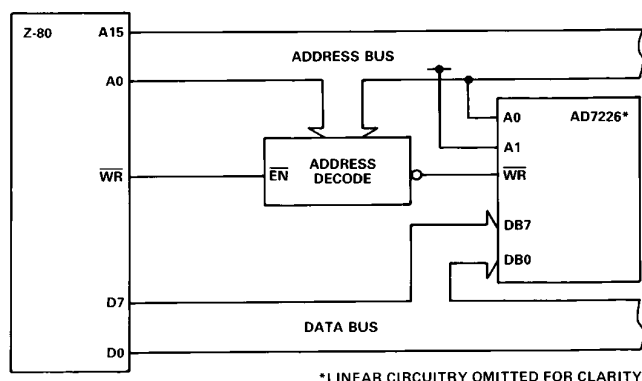 Z-80
A15
ADDRESS BUS
A0
A0
AD7226*
A1
WR
EN
ADDRESS
DECODE
WR
DB7
DB0
D7
DATA BUS
D0
*LINEAR CIRCUITRY OMITTED FOR CLARITY